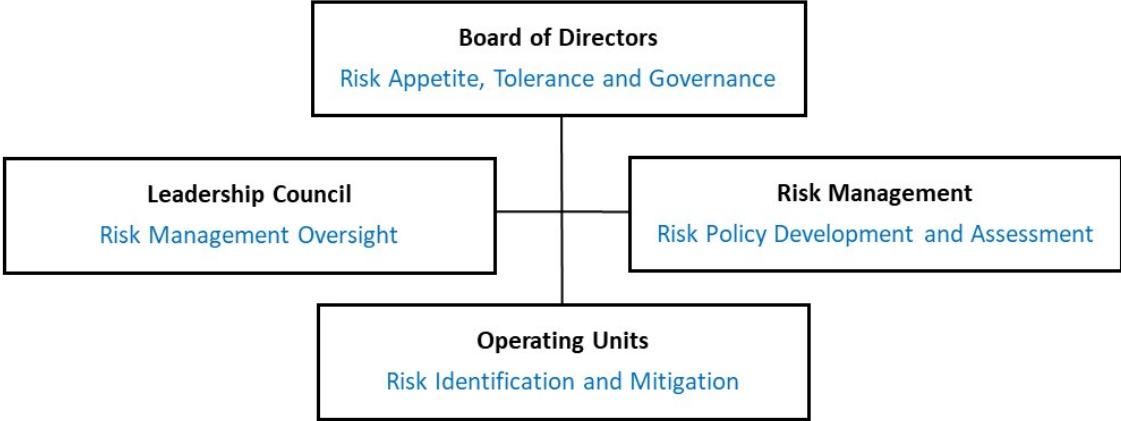 Board of Directors
Risk Appetite, Tolerance and Governance
Leadership Council
Risk Management Oversight
Risk Management
Risk Policy Development and Assessment
Operating Units
Risk Identification and Mitigation